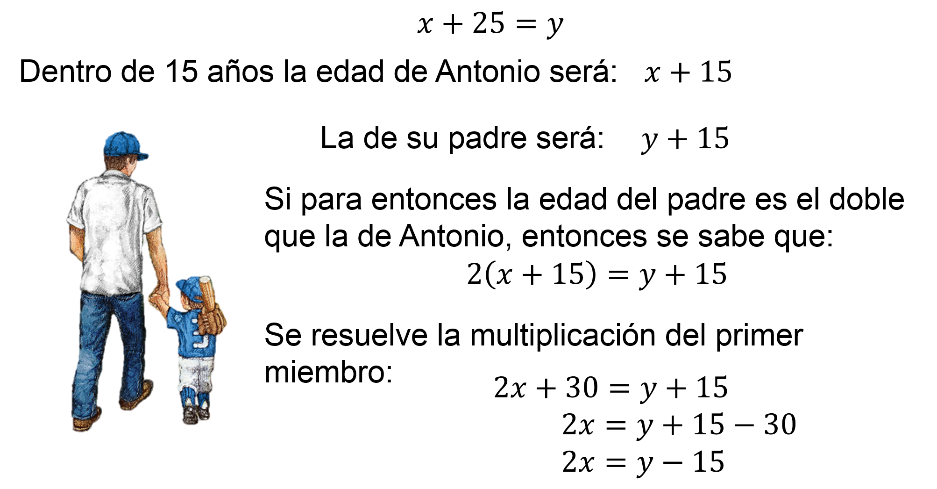 x + 25 = y
Dentro de 15 años la edad de Antonio será: x + 15
La de su padre será: y + 15
Si para entonces la edad del padre es el doble
que la de Antonio, entonces se sabe que:
2(x + 15) = y + 15
Se resuelve la multiplicación del primer
miembro:
2x + 30 = y + 15
2x = y + 15 − 30
2x = y − 15